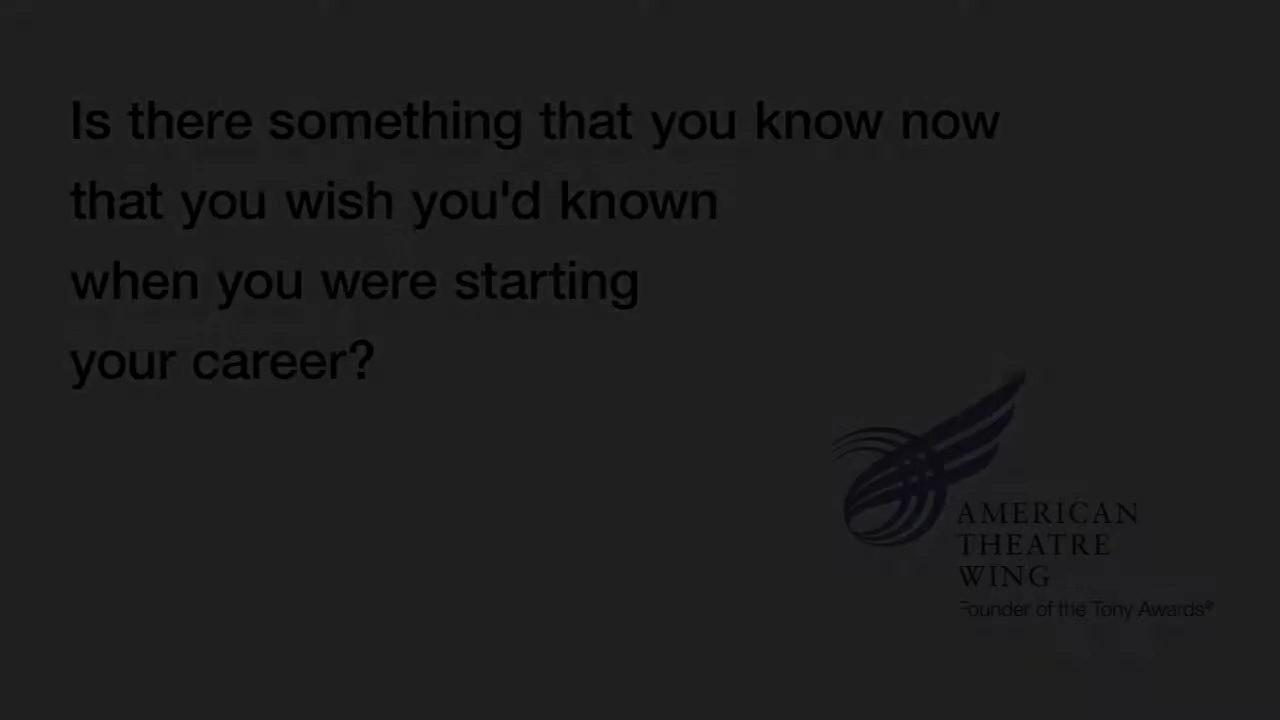 Is there something that you know now
that you wish you'd known
when you were starting
your career?
AMERICAN
THEATRE
WING
Founder of the Tony Awards®